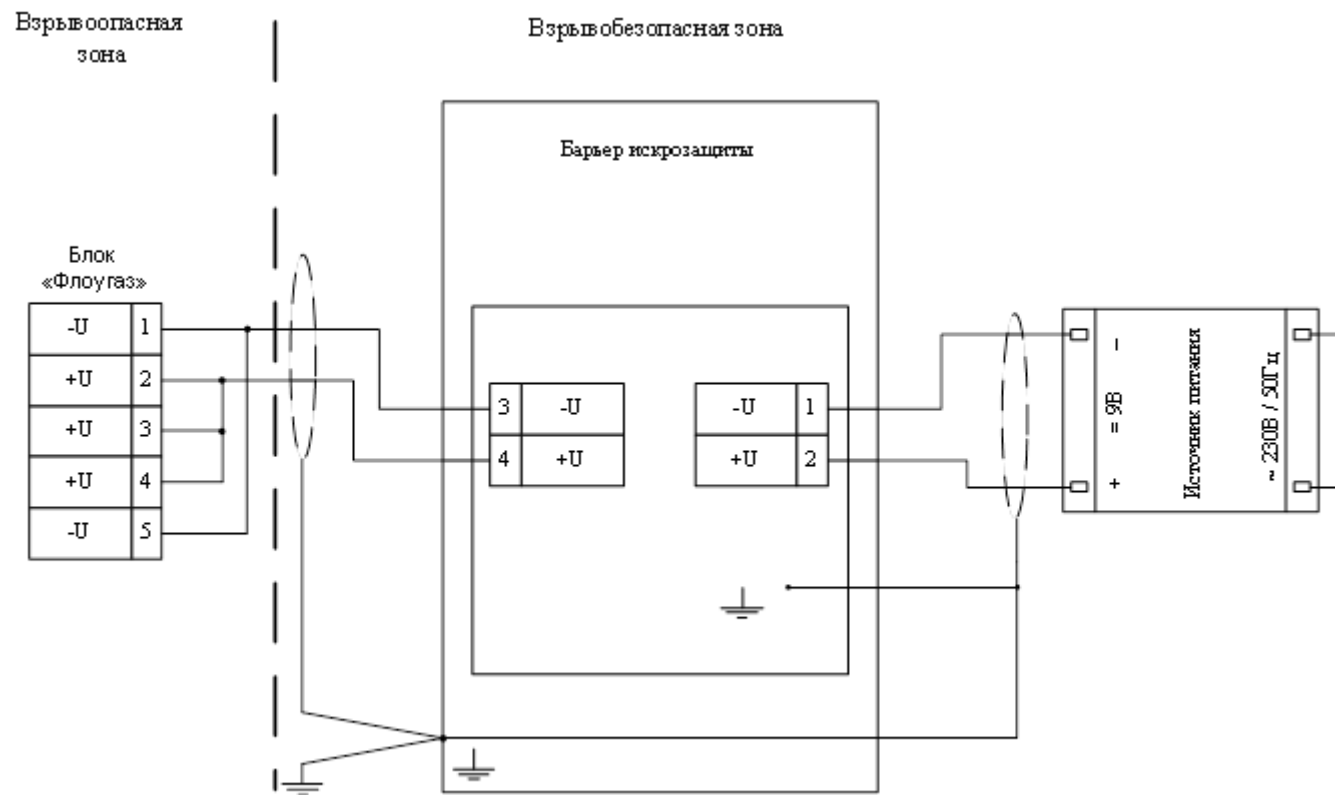 Взрывоопасная
зона
Взрывобезопасная зона
Барьер искрозащиты
Блок
«Флоугаз»
-U 1
+U 2
+U 3
+U 4
-U 5
3 -U
4 +U
-U 1
+U 2
− = 9В +
Источник питания
~ 230В / 50Гц